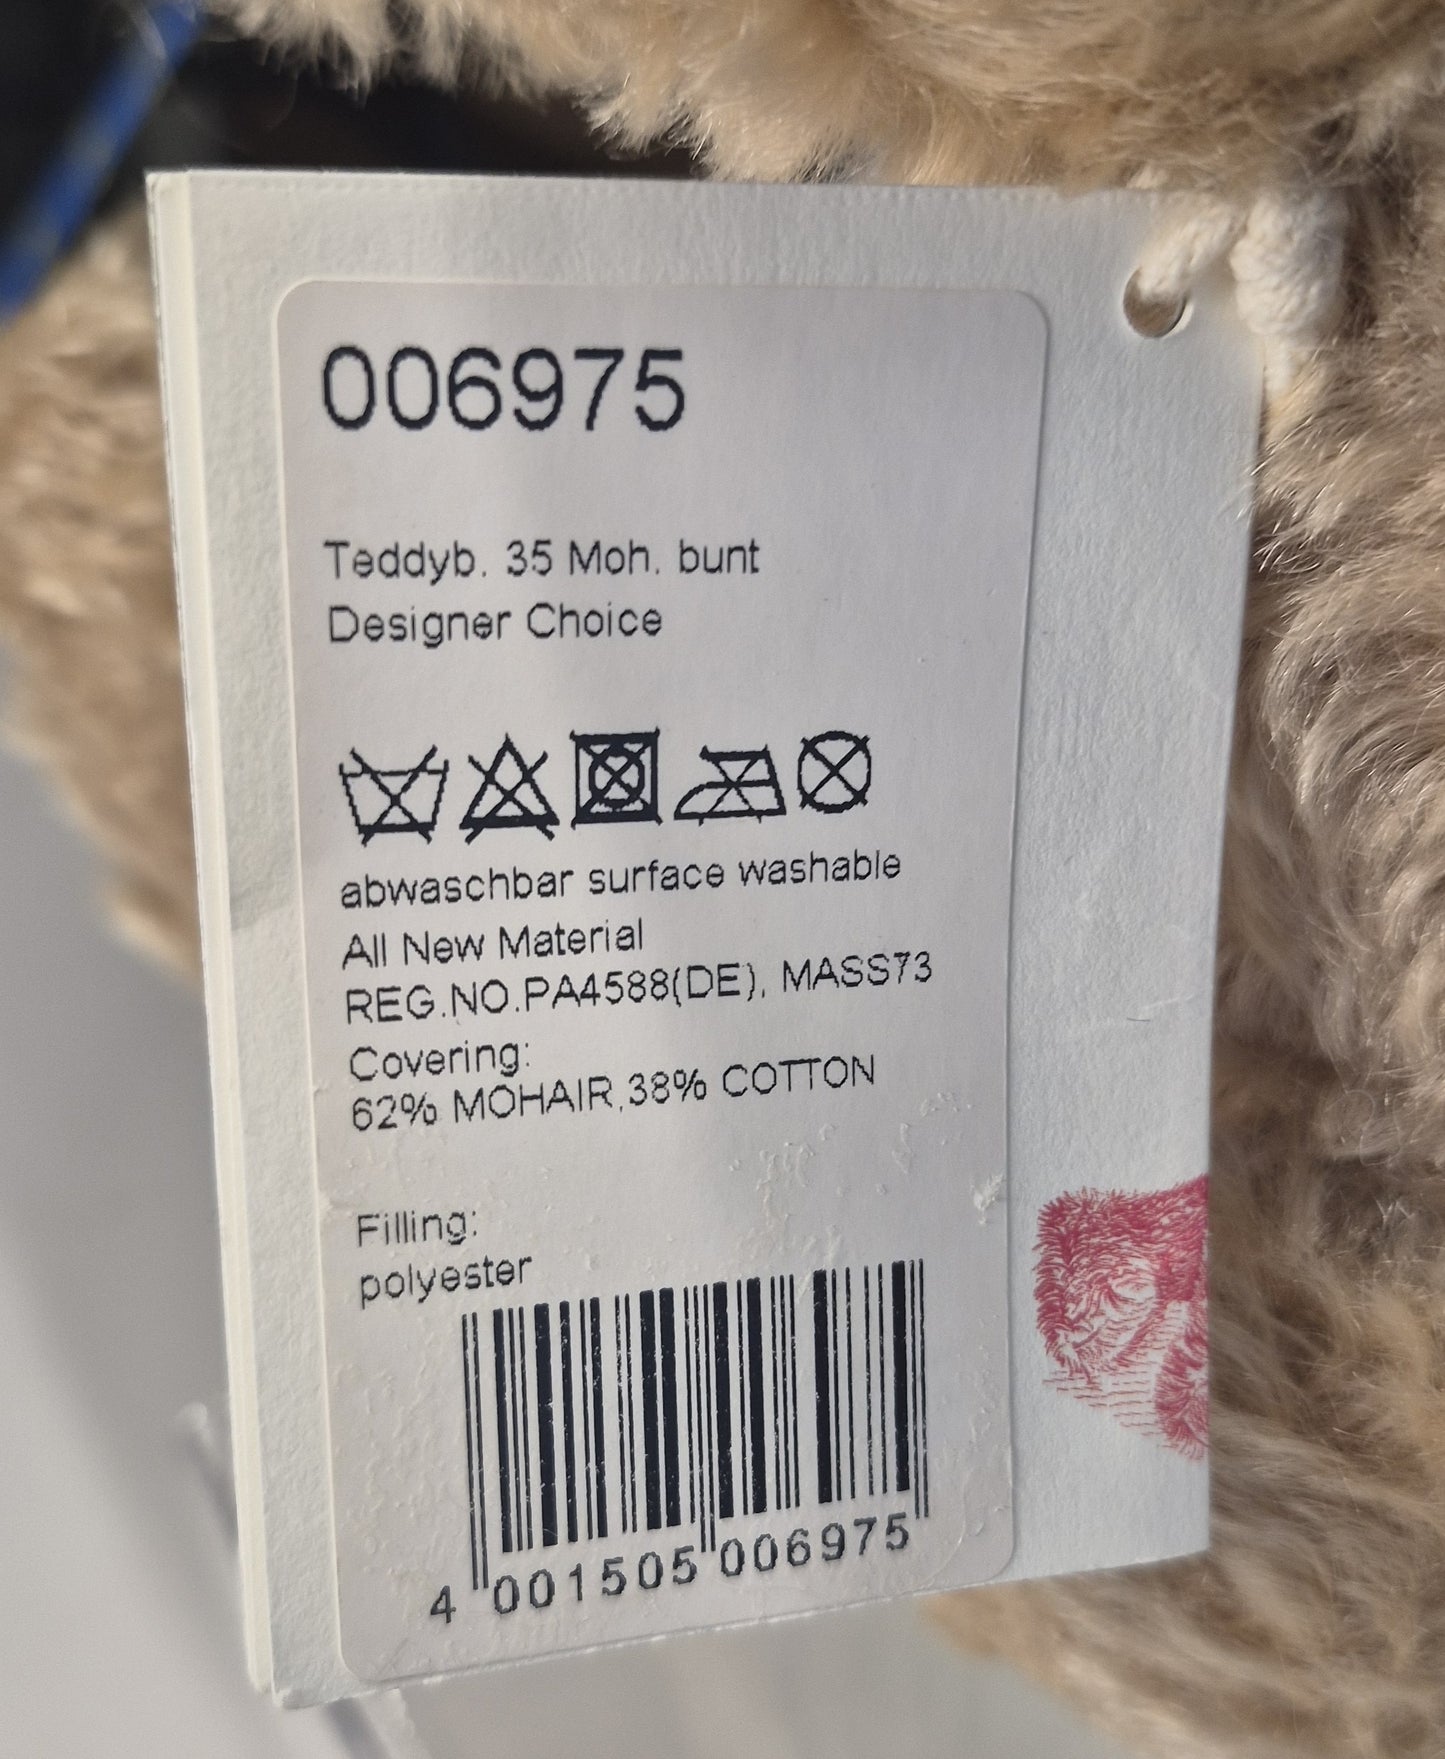 006975
Teddyb. 35 Moh. bunt
Designer Choice
abwaschbar surface washable
All New Material
REG.NO.PA4588(DE), MASS73
Covering:
62% MOHAIR,38% COTTON
Filling:
polyester
4 001505 006975